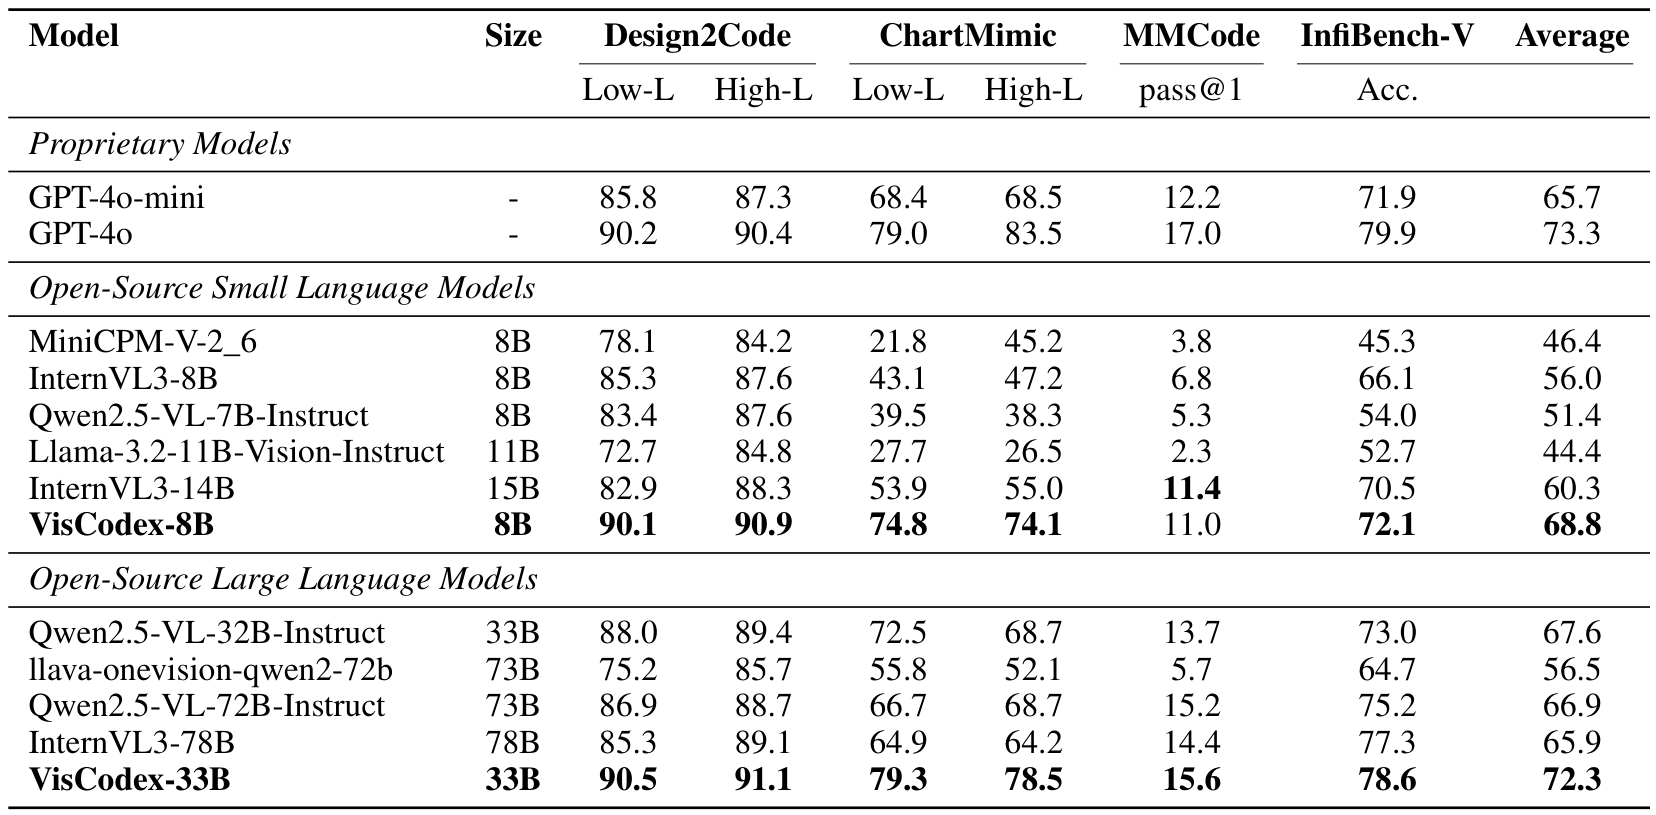 Model Size Design2Code ChartMimic MMCode InfiBench-V Average
Low-L High-L Low-L High-L pass@1 Acc.
Proprietary Models
GPT-4o-mini - 85.8 87.3 68.4 68.5 12.2 71.9 65.7
GPT-4o - 90.2 90.4 79.0 83.5 17.0 79.9 73.3
Open-Source Small Language Models
MiniCPM-V-2_6 8B 78.1 84.2 21.8 45.2 3.8 45.3 46.4
InternVL3-8B 8B 85.3 87.6 43.1 47.2 6.8 66.1 56.0
Qwen2.5-VL-7B-Instruct 8B 83.4 87.6 39.5 38.3 5.3 54.0 51.4
Llama-3.2-11B-Vision-Instruct 11B 72.7 84.8 27.7 26.5 2.3 52.7 44.4
InternVL3-14B 15B 82.9 88.3 53.9 55.0 11.4 70.5 60.3
VisCodex-8B 8B 90.1 90.9 74.8 74.1 11.0 72.1 68.8
Open-Source Large Language Models
Qwen2.5-VL-32B-Instruct 33B 88.0 89.4 72.5 68.7 13.7 73.0 67.6
llava-onevision-qwen2-72b 73B 75.2 85.7 55.8 52.1 5.7 64.7 56.5
Qwen2.5-VL-72B-Instruct 73B 86.9 88.7 66.7 68.7 15.2 75.2 66.9
InternVL3-78B 78B 85.3 89.1 64.9 64.2 14.4 77.3 65.9
VisCodex-33B 33B 90.5 91.1 79.3 78.5 15.6 78.6 72.3